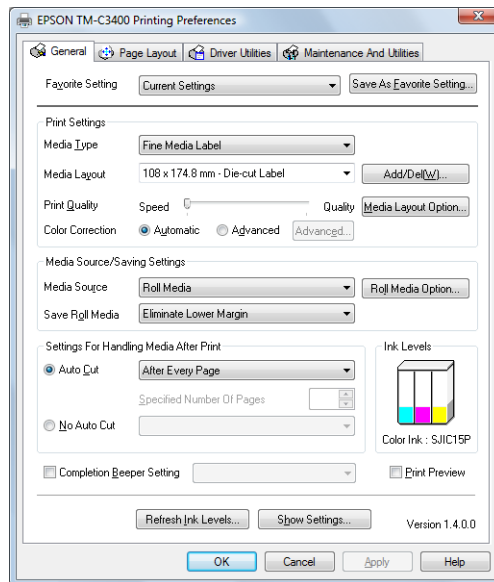 EPSON TM-C3400 Printing Preferences
General Page Layout Driver Utilities Maintenance And Utilities
Favorite Setting Current Settings Save As Favorite Setting...
Print Settings
Media Type Fine Media Label
Media Layout 108 x 174.8 mm - Die-cut Label Add/Del(W)...
Print Quality Speed Quality Media Layout Option...
Color Correction Automatic Advanced Advanced...
Media Source/Saving Settings
Media Source Roll Media Roll Media Option...
Save Roll Media Eliminate Lower Margin
Settings For Handling Media After Print Ink Levels
Auto Cut After Every Page
Specified Number Of Pages
No Auto Cut
Color Ink : SJIC15P
Completion Beeper Setting Print Preview
Refresh Ink Levels... Show Settings... Version 1.4.0.0
OK Cancel Apply Help